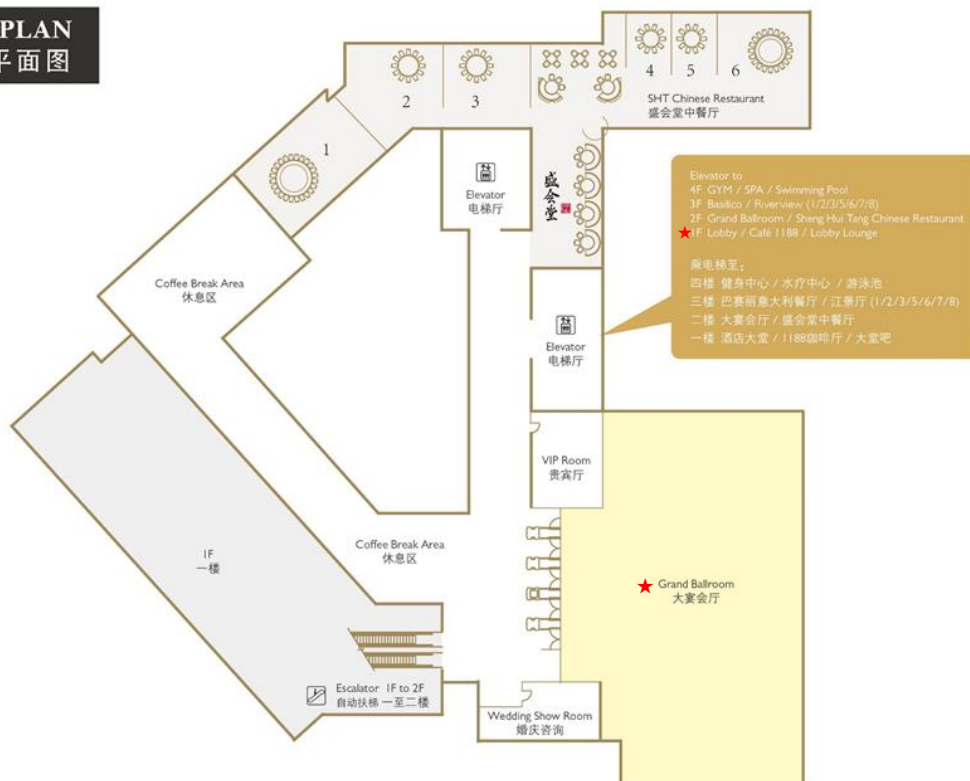 PLAN
平面图
1
2
3
4
5
6
SHT Chinese Restaurant
盛会堂中餐厅
Elevator
电梯厅
盛会堂
Elevator to
4F GYM / SPA / Swimming Pool
3F Basilico / Riverview (1/2/3/5/6/7/8)
2F Grand Ballroom / Sheng Hui Tang Chinese Restaurant
1F Lobby / Café 1188 / Lobby Lounge
乘电梯至:
四楼 健身中心 / 水疗中心 / 游泳池
三楼 巴赛丽意大利餐厅 / 江景厅 (1/2/3/5/6/7/8)
二楼 大宴会厅 / 盛会堂中餐厅
一楼 酒店大堂 / 1188咖啡厅 / 大堂吧
Coffee Break Area
休息区
Elevator
电梯厅
VIP Room
贵宾厅
Coffee Break Area
休息区
1F
一楼
Grand Ballroom
大宴会厅
Escalator 1F to 2F
自动扶梯 一至二楼
Wedding Show Room
婚庆咨询